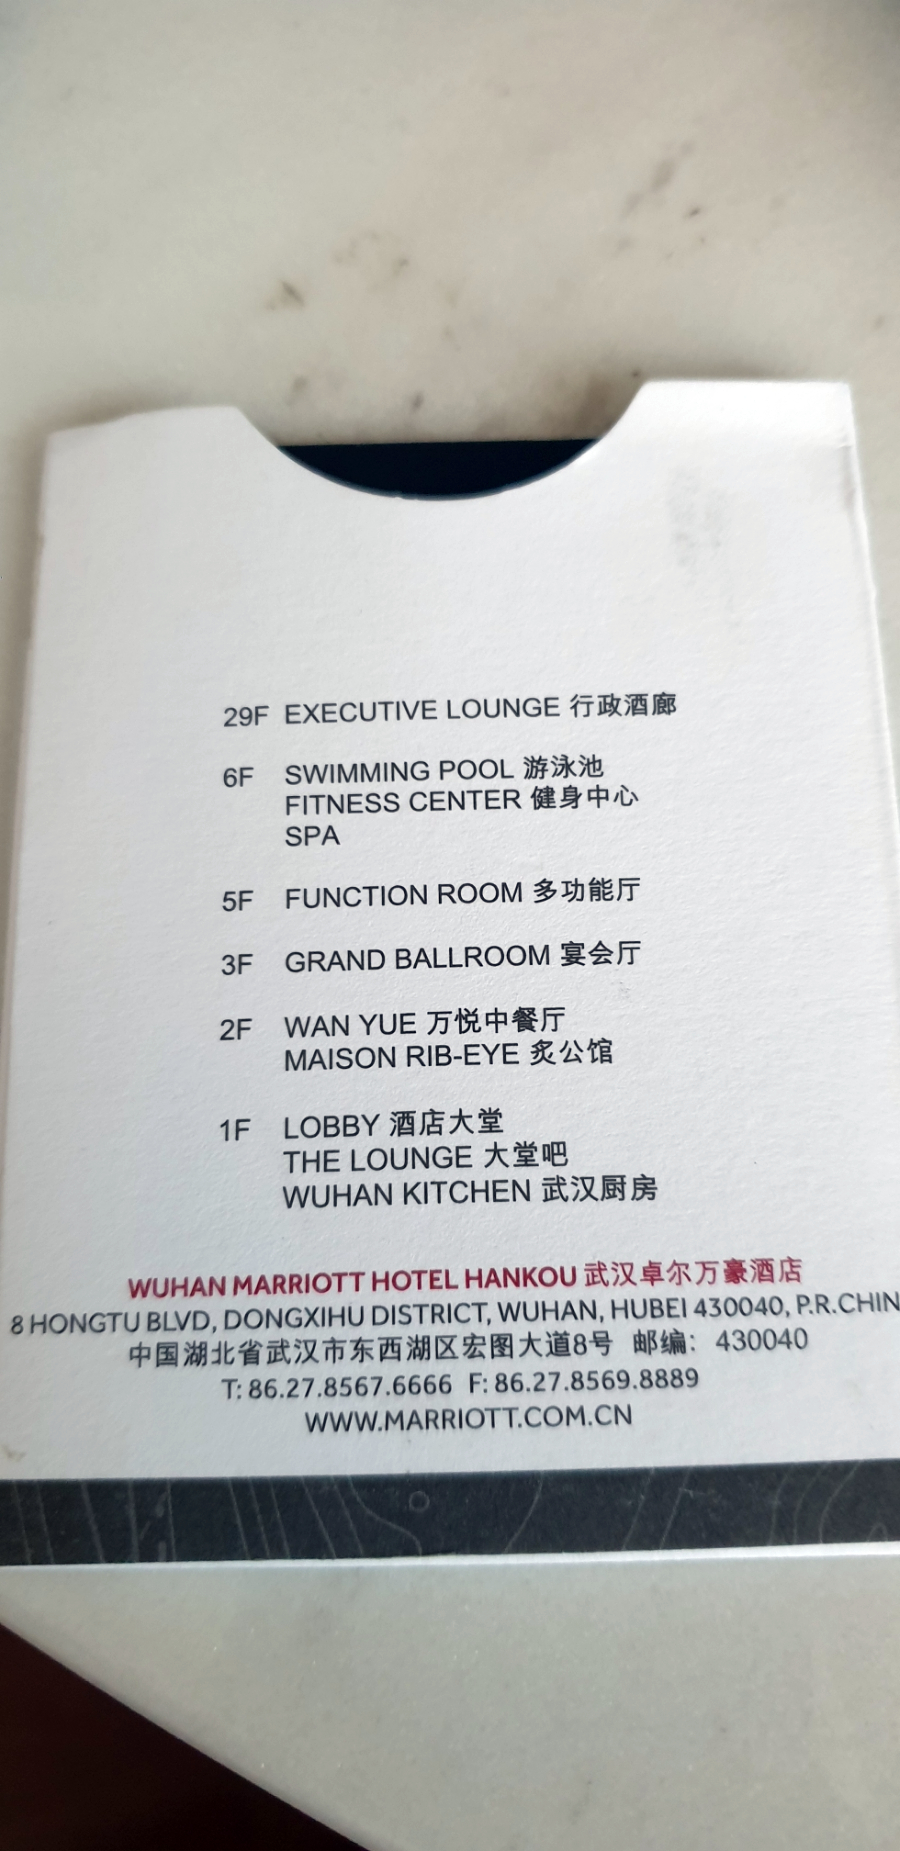 29F EXECUTIVE LOUNGE 行政酒廊
6F SWIMMING POOL 游泳池
FITNESS CENTER 健身中心
SPA
5F FUNCTION ROOM 多功能厅
3F GRAND BALLROOM 宴会厅
2F WAN YUE 万悦中餐厅
MAISON RIB-EYE 炙公馆
1F LOBBY 酒店大堂
THE LOUNGE 大堂吧
WUHAN KITCHEN 武汉厨房
WUHAN MARRIOTT HOTEL HANKOU 武汉卓尔万豪酒店
8 HONGTU BLVD, DONGXIHU DISTRICT, WUHAN, HUBEI 430040, P.R.CHIN
中国湖北省武汉市东西湖区宏图大道8号 邮编：430040
T: 86.27.8567.6666 F: 86.27.8569.8889
WWW.MARRIOTT.COM.CN